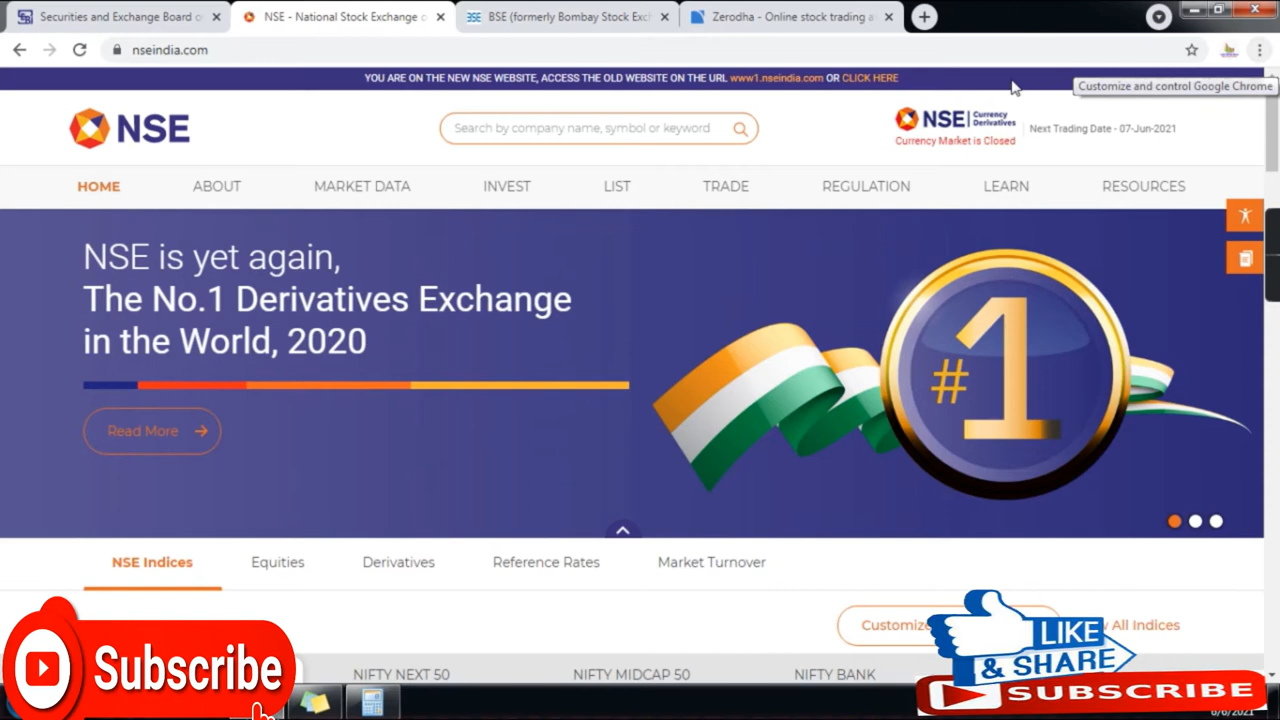 Securities and Exchange Board o
NSE - National Stock Exchange o
BSE (formerly Bombay Stock Exc
Zerodha - Online stock trading a
nseindia.com
YOU ARE ON THE NEW NSE WEBSITE, ACCESS THE OLD WEBSITE ON THE URL www1.nseindia.com OR CLICK HERE
Customize and control Google Chrome
NSE
Search by company name, symbol or keyword
NSE Currency Derivatives
Currency Market is Closed
Next Trading Date - 07-Jun-2021
HOME ABOUT MARKET DATA INVEST LIST TRADE REGULATION LEARN RESOURCES
NSE is yet again,
The No.1 Derivatives Exchange
in the World, 2020
Read More
#1
NSE Indices Equities Derivatives Reference Rates Market Turnover
Customize
All Indices
NIFTY NEXT 50 NIFTY MIDCAP 50 NIFTY BANK
Subscribe
LIKE
& SHARE
SUBSCRIBE
6/6/2021